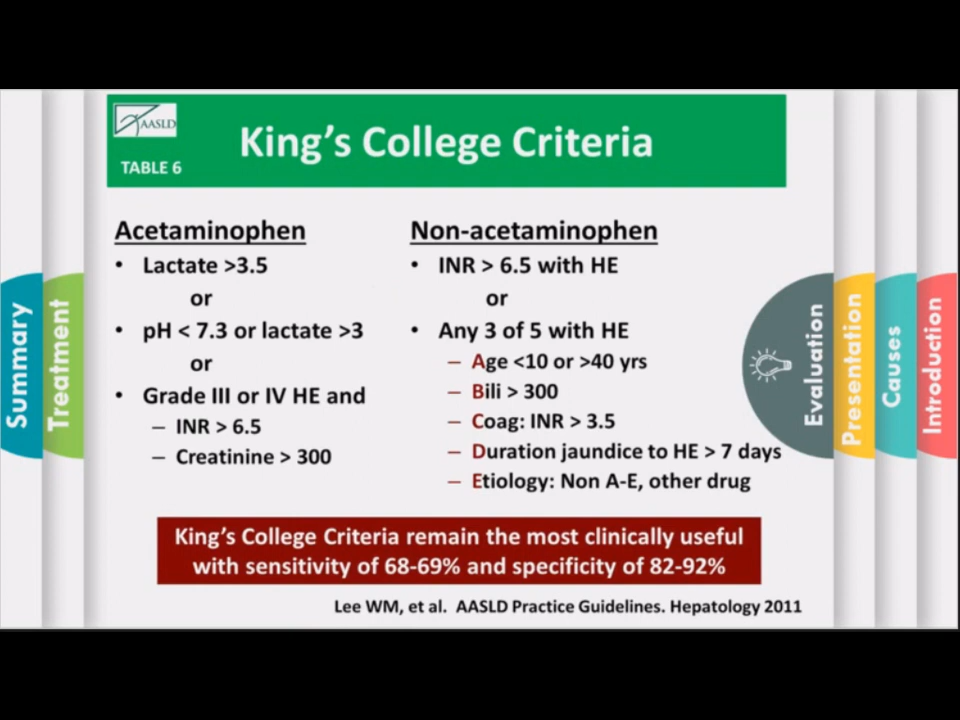 AASLD
TABLE 6
King's College Criteria
Acetaminophen
• Lactate >3.5
or
• pH < 7.3 or lactate >3
or
• Grade III or IV HE and
– INR > 6.5
– Creatinine > 300
Non-acetaminophen
• INR > 6.5 with HE
or
• Any 3 of 5 with HE
– Age <10 or >40 yrs
– Bili > 300
– Coag: INR > 3.5
– Duration jaundice to HE > 7 days
– Etiology: Non A-E, other drug
King's College Criteria remain the most clinically useful
with sensitivity of 68-69% and specificity of 82-92%
Lee WM, et al. AASLD Practice Guidelines. Hepatology 2011
Summary
Treatment
Evaluation
Presentation
Causes
Introduction